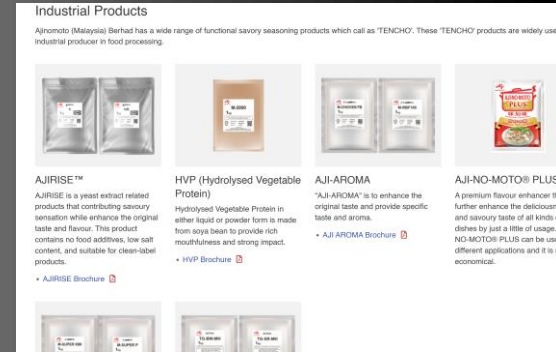 Industrial Products
Ajinomoto (Malaysia) Berhad has a wide range of functional savory seasoning products which call as 'TENCHO'. These 'TENCHO' products are widely use
industrial producer in food processing.
AJIRISE™
AJIRISE is a yeast extract related
products that contributing savoury
sensation while enhance the original
taste and flavour. This product
contains no food additives, low salt
content, and suitable for clean-label
products.
• AJIRISE Brochure
HVP (Hydrolysed Vegetable
Protein)
Hydrolysed Vegetable Protein in
either liquid or powder form is made
from soya bean to provide rich
mouthfulness and strong impact.
• HVP Brochure
AJI-AROMA
"AJI-AROMA" is to enhance the
original taste and provide specific
taste and aroma.
• AJI AROMA Brochure
AJI-NO-MOTO
PLUS
AJI-NO-MOTO® PLUS
A premium flavour enhancer th
further enhance the deliciousn
and savoury taste of all kinds
dishes by just a little of usage.
NO-MOTO® PLUS can be use
different applications and it is
economical.